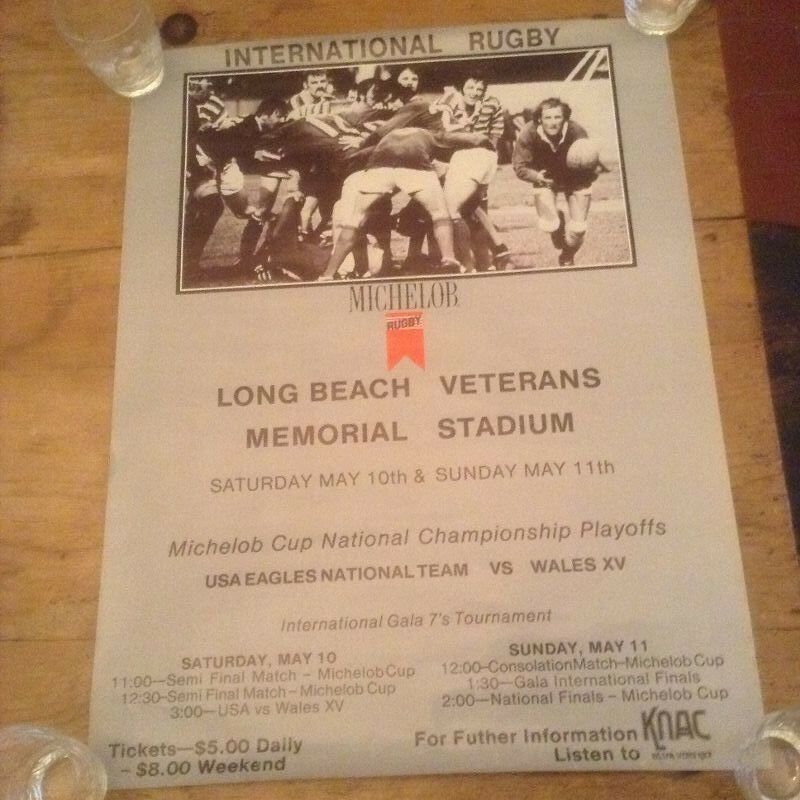 INTERNATIONAL RUGBY
MICHELOB
RUGBY
LONG BEACH VETERANS
MEMORIAL STADIUM
SATURDAY MAY 10th & SUNDAY MAY 11th
Michelob Cup National Championship Playoffs
USA EAGLES NATIONAL TEAM VS WALES XV
International Gala 7's Tournament
SATURDAY, MAY 10
11:00—Semi Final Match – Michelob Cup
12:30–Semi Final Match – Michelob Cup
3:00—USA vs Wales XV
SUNDAY, MAY 11
12:00–Consolation Match–Michelob Cup
1:30–Gala International Finals
2:00–National Finals – Michelob Cup
Tickets—$5.00 Daily
– $8.00 Weekend
For Futher Information
Listen to
KNAC